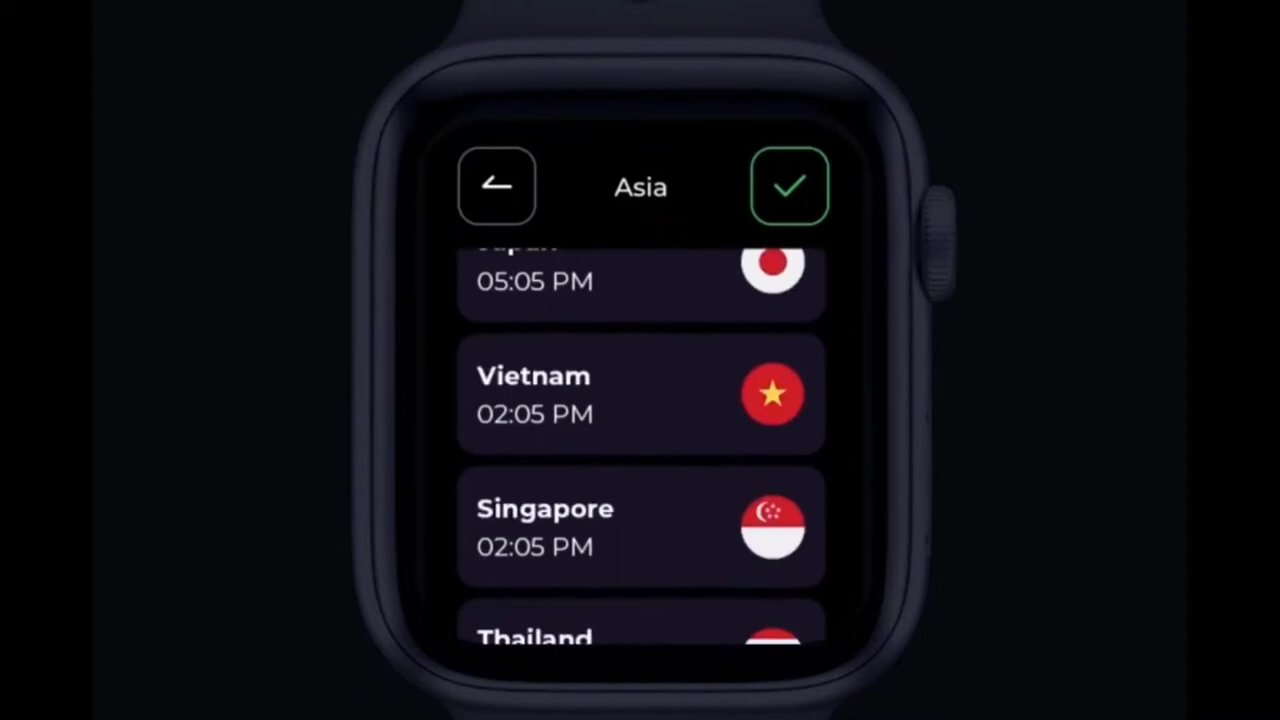 Asia
05:05 PM
Vietnam
02:05 PM
Singapore
02:05 PM
Thailand